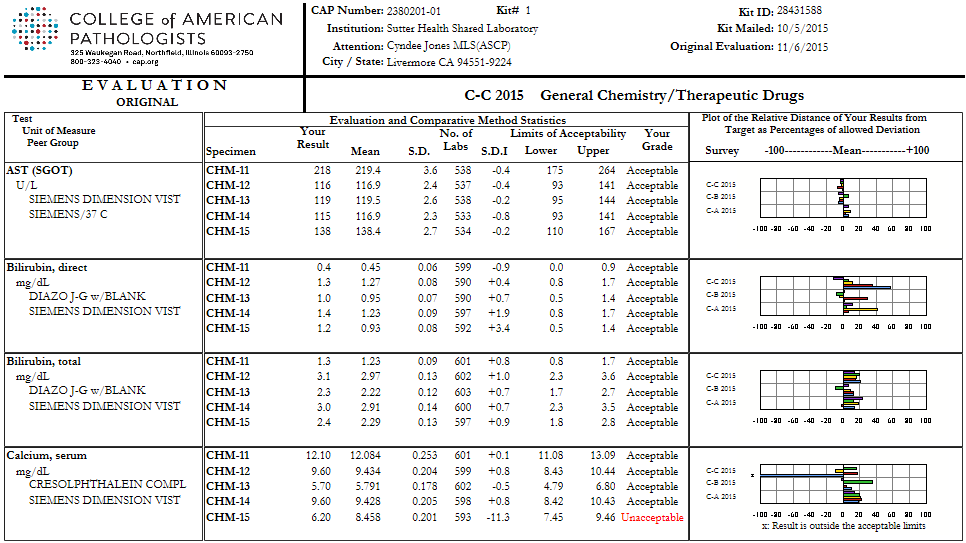 COLLEGE of AMERICAN
PATHOLOGISTS
325 Waukegan Road, Northfield, Illinois 60093-2750
800-323-4040 • cap.org
CAP Number: 2380201-01 Kit# 1
Institution: Sutter Health Shared Laboratory
Attention: Cyndee Jones MLS(ASCP)
City / State: Livermore CA 94551-9224
Kit ID: 28431588
Kit Mailed: 10/5/2015
Original Evaluation: 11/6/2015
EVALUATION
ORIGINAL
C-C 2015 General Chemistry/Therapeutic Drugs
Test
Unit of Measure
Peer Group
Evaluation and Comparative Method Statistics
Specimen Your Result Mean S.D. No. of Labs S.D.I Limits of Acceptability Lower Upper Your Grade
Plot of the Relative Distance of Your Results from
Target as Percentages of allowed Deviation
Survey -100------------Mean-----------+100
AST (SGOT)
U/L
SIEMENS DIMENSION VIST
SIEMENS/37 C
CHM-11 218 219.4 3.6 538 -0.4 175 264 Acceptable
CHM-12 116 116.9 2.4 537 -0.4 93 141 Acceptable
CHM-13 119 119.5 2.6 538 -0.2 95 144 Acceptable
CHM-14 115 116.9 2.3 533 -0.8 93 141 Acceptable
CHM-15 138 138.4 2.7 534 -0.2 110 167 Acceptable
C-C 2015
C-B 2015
C-A 2015
-100 -80 -60 -40 -20 0 20 40 60 80 100
Bilirubin, direct
mg/dL
DIAZO J-G w/BLANK
SIEMENS DIMENSION VIST
CHM-11 0.4 0.45 0.06 599 -0.9 0.0 0.9 Acceptable
CHM-12 1.3 1.27 0.08 590 +0.4 0.8 1.7 Acceptable
CHM-13 1.0 0.95 0.07 590 +0.7 0.5 1.4 Acceptable
CHM-14 1.4 1.23 0.09 597 +1.9 0.8 1.7 Acceptable
CHM-15 1.2 0.93 0.08 592 +3.4 0.5 1.4 Acceptable
C-C 2015
C-B 2015
C-A 2015
-100 -80 -60 -40 -20 0 20 40 60 80 100
Bilirubin, total
mg/dL
DIAZO J-G w/BLANK
SIEMENS DIMENSION VIST
CHM-11 1.3 1.23 0.09 601 +0.8 0.8 1.7 Acceptable
CHM-12 3.1 2.97 0.13 602 +1.0 2.3 3.6 Acceptable
CHM-13 2.3 2.22 0.12 603 +0.7 1.7 2.7 Acceptable
CHM-14 3.0 2.91 0.14 600 +0.7 2.3 3.5 Acceptable
CHM-15 2.4 2.29 0.13 597 +0.9 1.8 2.8 Acceptable
C-C 2015
C-B 2015
C-A 2015
-100 -80 -60 -40 -20 0 20 40 60 80 100
Calcium, serum
mg/dL
CRESOLPHTHALEIN COMPL
SIEMENS DIMENSION VIST
CHM-11 12.10 12.084 0.253 601 +0.1 11.08 13.09 Acceptable
CHM-12 9.60 9.434 0.204 599 +0.8 8.43 10.44 Acceptable
CHM-13 5.70 5.791 0.178 602 -0.5 4.79 6.80 Acceptable
CHM-14 9.60 9.428 0.205 598 +0.8 8.42 10.43 Acceptable
CHM-15 6.20 8.458 0.201 593 -11.3 7.45 9.46 Unacceptable
C-C 2015
x
C-B 2015
C-A 2015
-100 -80 -60 -40 -20 0 20 40 60 80 100
x: Result is outside the acceptable limits